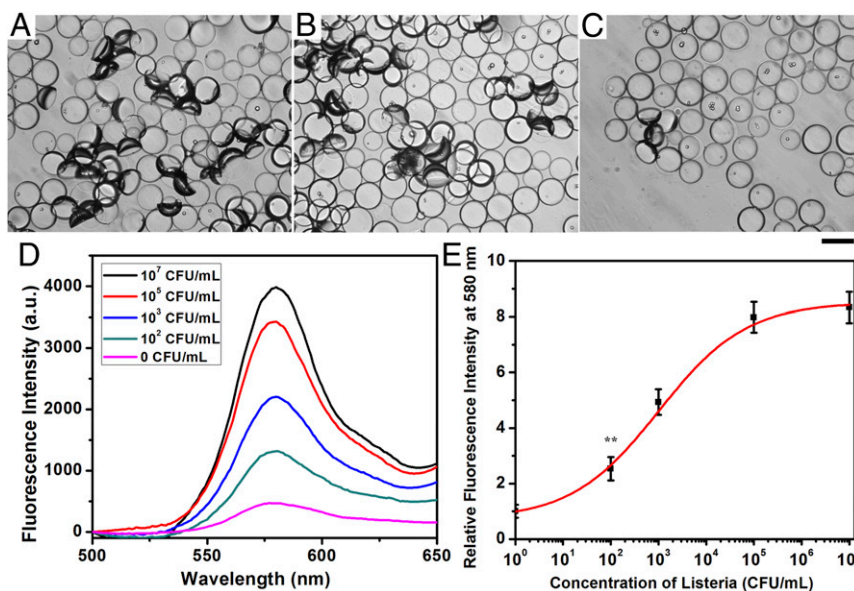 A
B
C
D
Fluorescence Intensity (a.u.)
4000
3000
2000
1000
0
10⁷ CFU/mL
10⁵ CFU/mL
10³ CFU/mL
10² CFU/mL
0 CFU/mL
500
550
600
650
Wavelength (nm)
E
Relative Fluorescence Intensity at 580 nm
10
8
6
4
2
0
**
10⁰
10¹
10²
10³
10⁴
10⁵
10⁶
10⁷
Concentration of Listeria (CFU/mL)